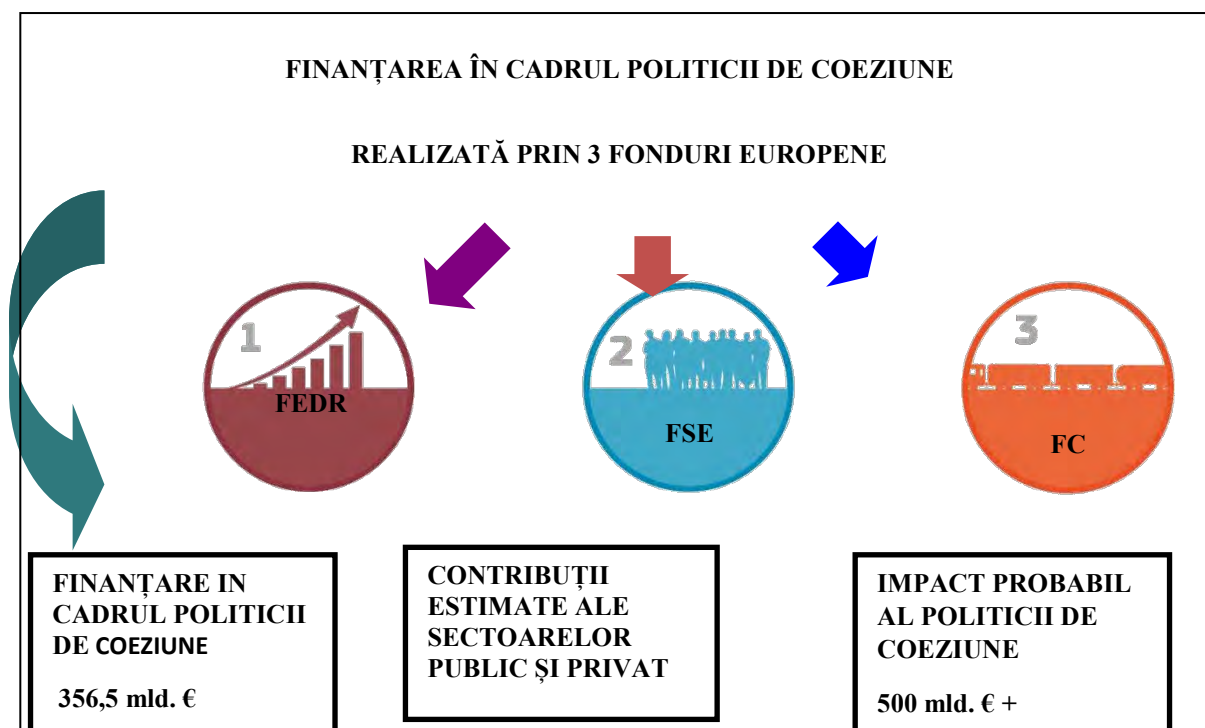 FINANȚAREA ÎN CADRUL POLITICII DE COEZIUNE
REALIZATĂ PRIN 3 FONDURI EUROPENE
1
FEDR
2
FSE
3
FC
FINANȚARE IN
CADRUL POLITICII
DE COEZIUNE
356,5 mld. €
CONTRIBUȚII
ESTIMATE ALE
SECTOARELOR
PUBLIC ȘI PRIVAT
IMPACT PROBABIL
AL POLITICII DE
COEZIUNE
500 mld. € +